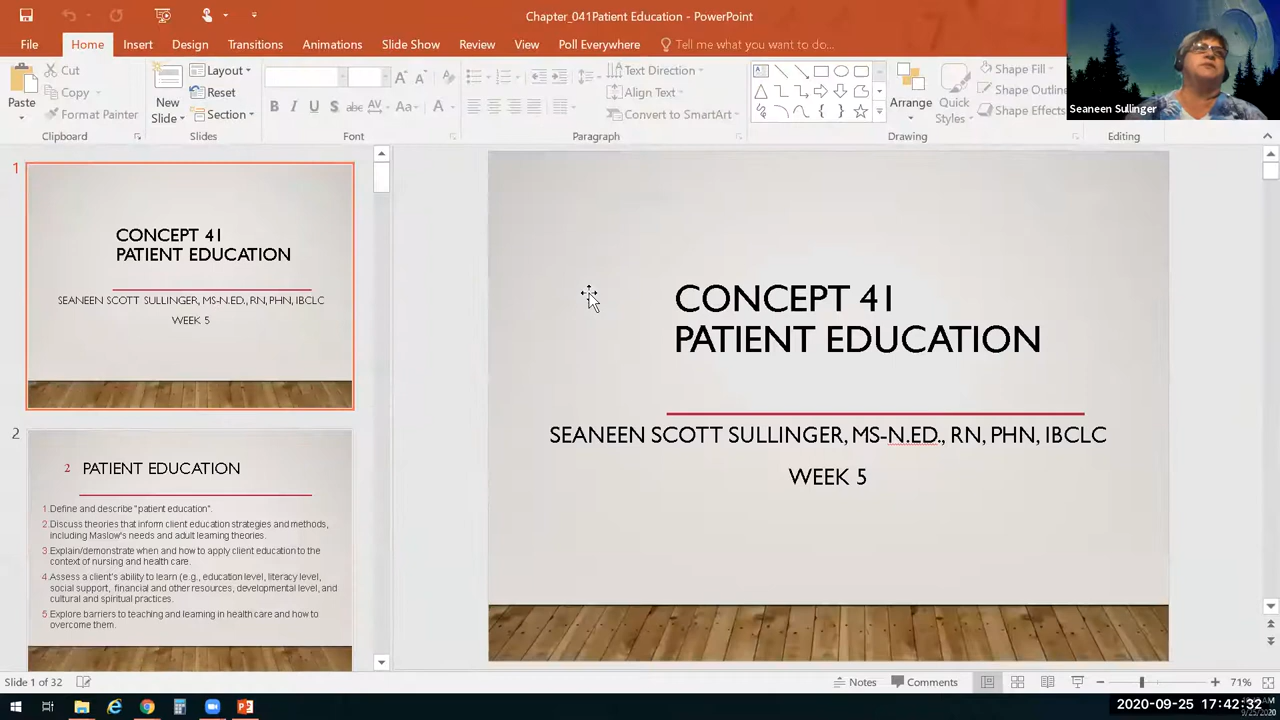 Chapter_041Patient Education - PowerPoint
File Home Insert Design Transitions Animations Slide Show Review View Poll Everywhere Tell me what you want to do...
Paste
Cut
Copy
Format Painter
Clipboard
New
Slide
Layout
Reset
Section
Slides
B I U S abc AV Aa A
Font
Text Direction
Align Text
Convert to SmartArt
Paragraph
Arrange
Quick
Styles
Shape Fill
Shape Outline
Shape Effects
Drawing
Editing
Seaneen Sullinger
1
CONCEPT 41
PATIENT EDUCATION
SEANEEN SCOTT SULLINGER, MS-N.ED., RN, PHN, IBCLC
WEEK 5
2
2 PATIENT EDUCATION
1. Define and describe "patient education".
2. Discuss theories that inform client education strategies and methods,
including Maslow's needs and adult learning theories.
3 Explain/demonstrate when and how to apply client education to the
context of nursing and health care.
4. Assess a client's ability to learn (e.g., education level, literacy level,
social support, financial and other resources, developmental level, and
cultural and spiritual practices.
5. Explore barriers to teaching and learning in health care and how to
overcome them.
CONCEPT 41
PATIENT EDUCATION
SEANEEN SCOTT SULLINGER, MS-N.ED., RN, PHN, IBCLC
WEEK 5
Slide 1 of 32
Notes
Comments
71%
2020-09-25 17:42:32
9/25/2020